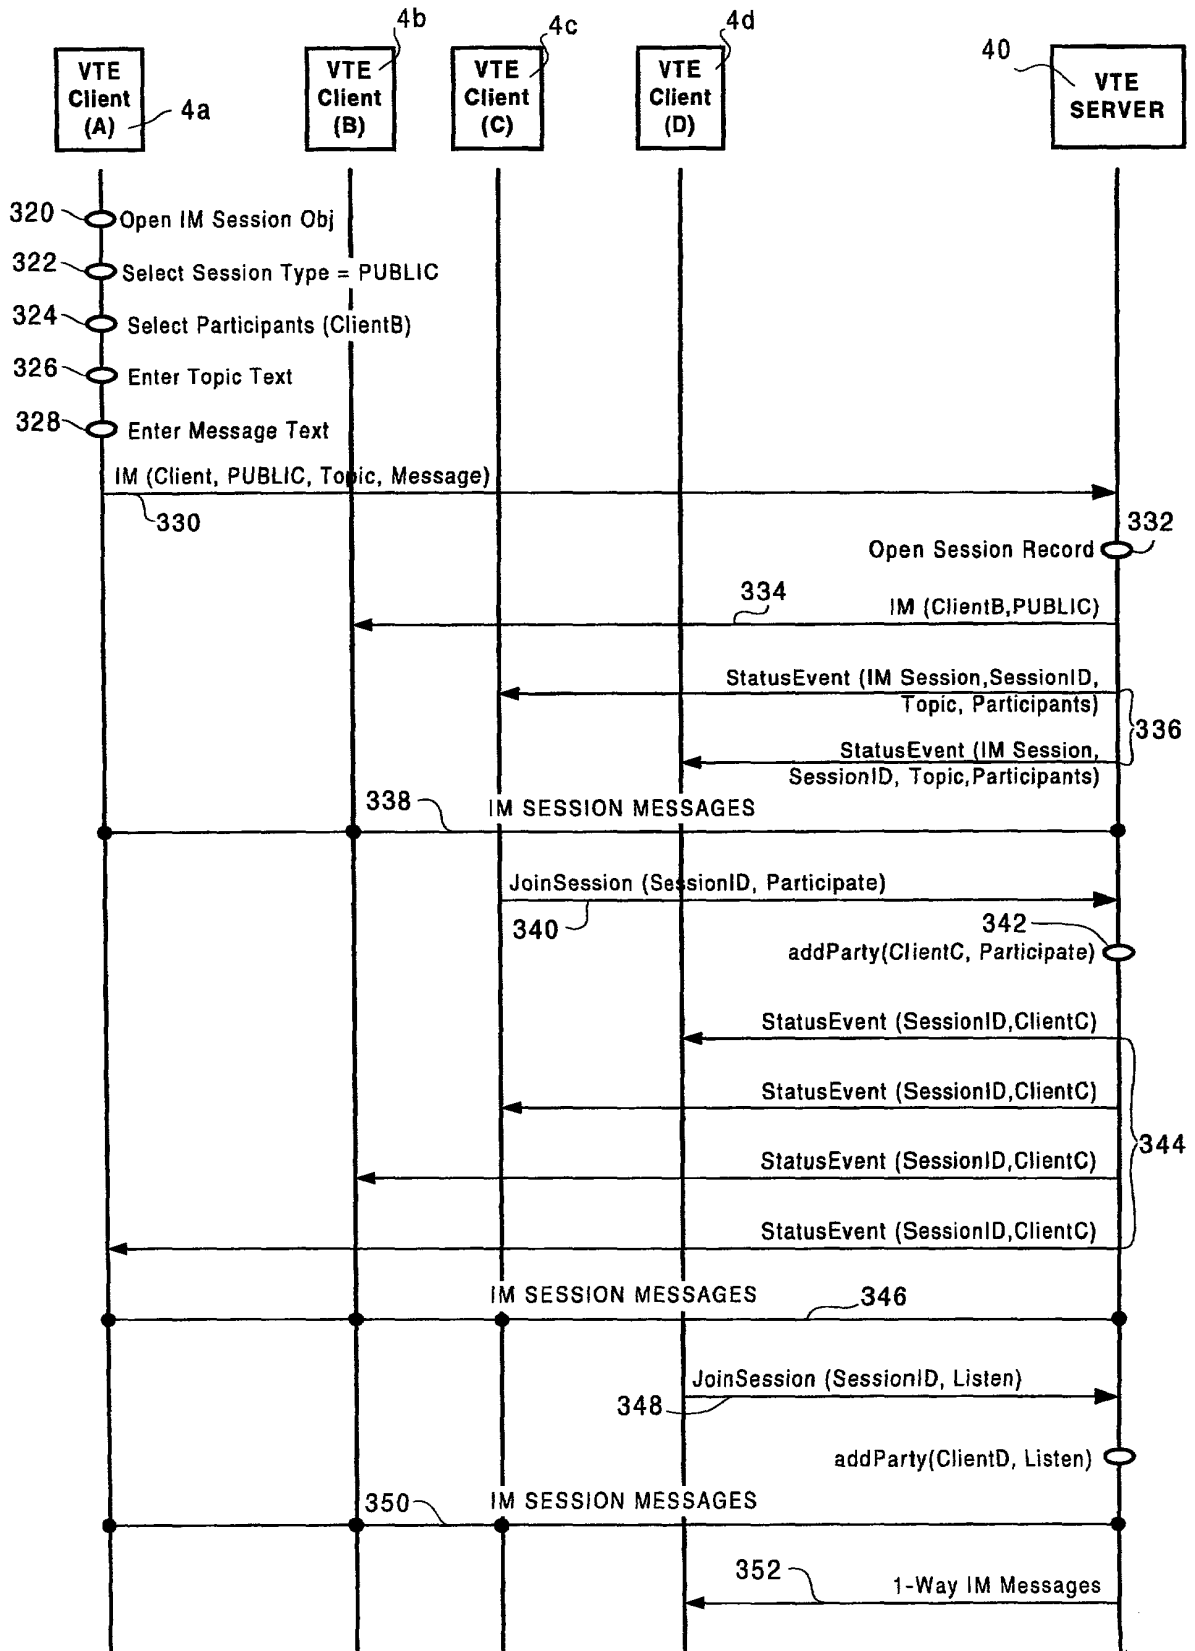 4b
4c
4d
40
VTE
Client
(A)
4a
VTE
Client
(B)
VTE
Client
(C)
VTE
Client
(D)
VTE
SERVER
320
Open IM Session Obj
322
Select Session Type = PUBLIC
324
Select Participants (ClientB)
326
Enter Topic Text
328
Enter Message Text
IM (Client, PUBLIC, Topic, Message)
330
332
Open Session Record
334
IM (ClientB,PUBLIC)
StatusEvent (IM Session,SessionID,
Topic, Participants)
336
StatusEvent (IM Session,
SessionID, Topic,Participants)
338
IM SESSION MESSAGES
JoinSession (SessionID, Participate)
340
342
addParty(ClientC, Participate)
StatusEvent (SessionID,ClientC)
StatusEvent (SessionID,ClientC)
344
StatusEvent (SessionID,ClientC)
StatusEvent (SessionID,ClientC)
IM SESSION MESSAGES
346
JoinSession (SessionID, Listen)
348
addParty(ClientD, Listen)
350
IM SESSION MESSAGES
352
1-Way IM Messages